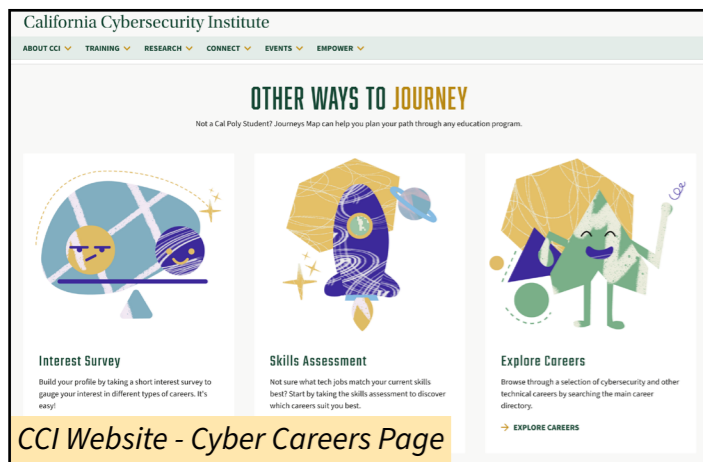 California Cybersecurity Institute
ABOUT CCI TRAINING RESEARCH CONNECT EVENTS EMPOWER
OTHER WAYS TO JOURNEY
Not a Cal Poly Student? Journeys Map can help you plan your path through any education program.
Interest Survey
Build your profile by taking a short interest survey to
gauge your interest in different types of careers. It's
easy!
Skills Assessment
Not sure what tech jobs match your current skills
best? Start by taking the skills assessment to discover
which careers suit you best.
Explore Careers
Browse through a selection of cybersecurity and other
technical careers by searching the main career
directory.
→ EXPLORE CAREERS
CCI Website - Cyber Careers Page